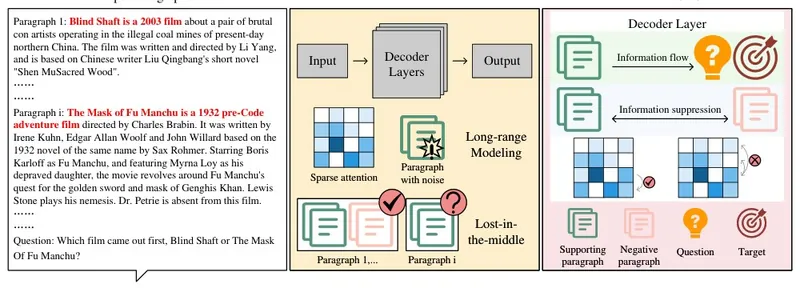 Paragraph 1: Blind Shaft is a 2003 film about a pair of brutal
con artists operating in the illegal coal mines of present-day
northern China. The film was written and directed by Li Yang,
and is based on Chinese writer Liu Qingbang's short novel
"Shen MuSacred Wood".
……
……
Paragraph i: The Mask of Fu Manchu is a 1932 pre-Code
adventure film directed by Charles Brabin. It was written by
Irene Kuhn, Edgar Allan Woolf and John Willard based on the
1932 novel of the same name by Sax Rohmer. Starring Boris
Karloff as Fu Manchu, and featuring Myrna Loy as his
depraved daughter, the movie revolves around Fu Manchu's
quest for the golden sword and mask of Genghis Khan. Lewis
Stone plays his nemesis. Dr. Petrie is absent from this film.
……
……
Question: Which film came out first, Blind Shaft or The Mask
Of Fu Manchu?
Input
Decoder
Layers
Output
Sparse attention
Paragraph
with noise
Long-range
Modeling
Paragraph 1,...
Paragraph i
Lost-in-
the-middle
Decoder Layer
Information flow
Information suppression
Supporting
paragraph
Negative
paragraph
Question
Target